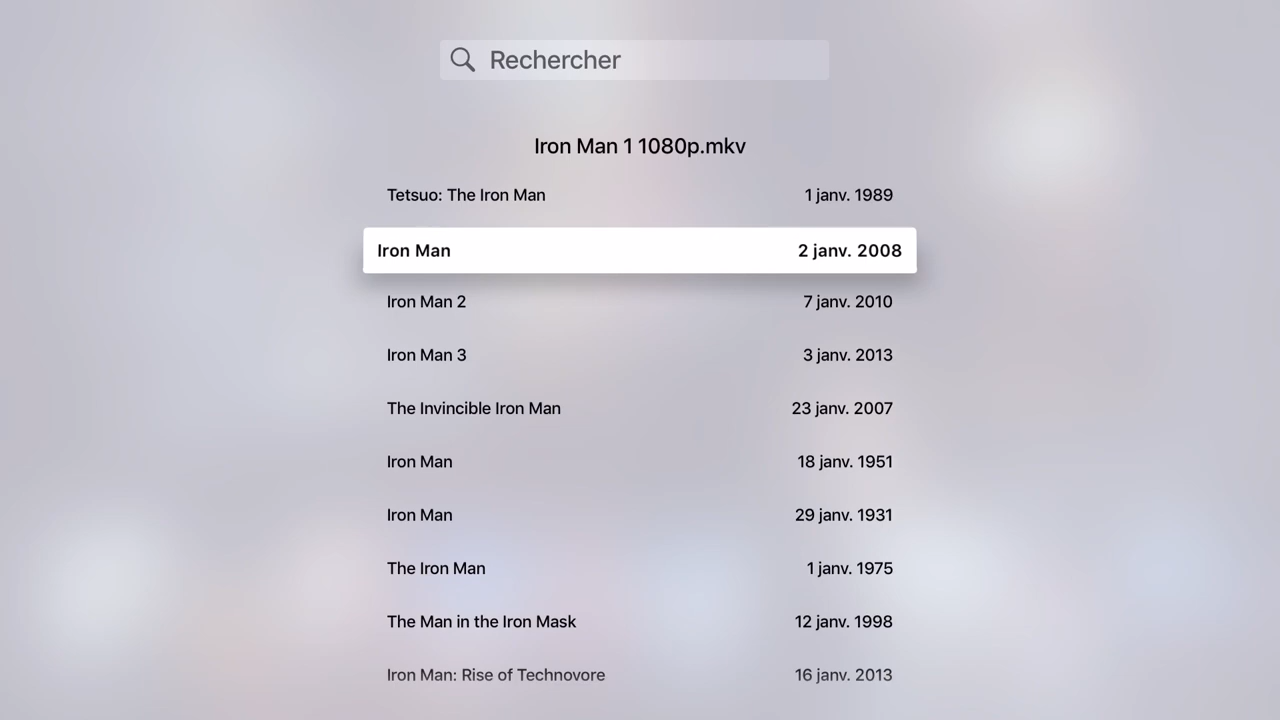 Rechercher
Iron Man 1 1080p.mkv
Tetsuo: The Iron Man 1 janv. 1989
Iron Man 2 janv. 2008
Iron Man 2 7 janv. 2010
Iron Man 3 3 janv. 2013
The Invincible Iron Man 23 janv. 2007
Iron Man 18 janv. 1951
Iron Man 29 janv. 1931
The Iron Man 1 janv. 1975
The Man in the Iron Mask 12 janv. 1998
Iron Man: Rise of Technovore 16 janv. 2013